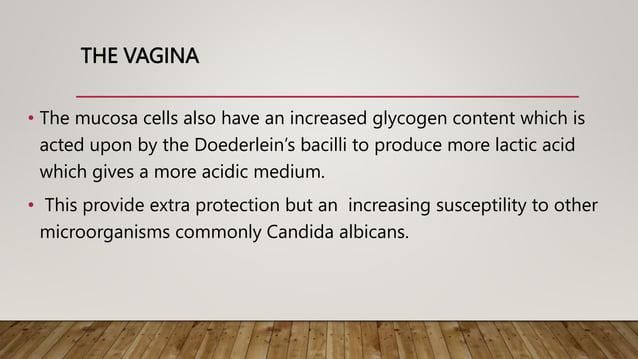 THE VAGINA
• The mucosa cells also have an increased glycogen content which is
acted upon by the Doederlein’s bacilli to produce more lactic acid
which gives a more acidic medium.
• This provide extra protection but an increasing susceptility to other
microorganisms commonly Candida albicans.